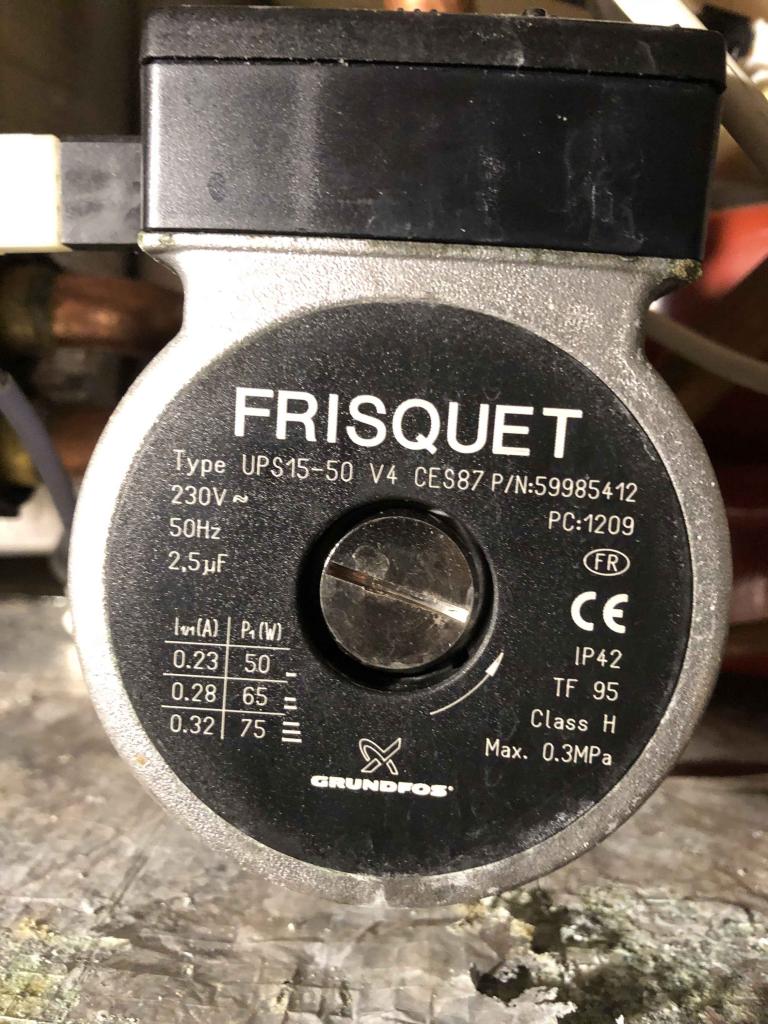 FRISQUET
Type UPS15-50 V4 CES87 P/N:59985412
230V ~
PC:1209
50Hz
FR
2,5µF
CE
I₁/₁(A) P₁(W)
0.23 50
IP42
0.28 65
TF 95
0.32 75
Class H
Max. 0.3MPa
GRUNDFOS